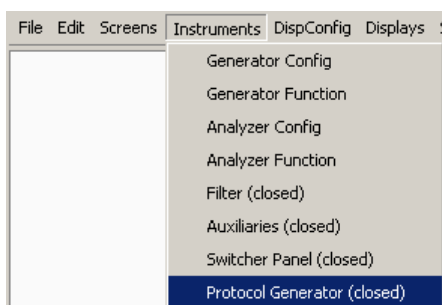 File Edit Screens Instruments DispConfig Displays
Generator Config
Generator Function
Analyzer Config
Analyzer Function
Filter (closed)
Auxiliaries (closed)
Switcher Panel (closed)
Protocol Generator (closed)